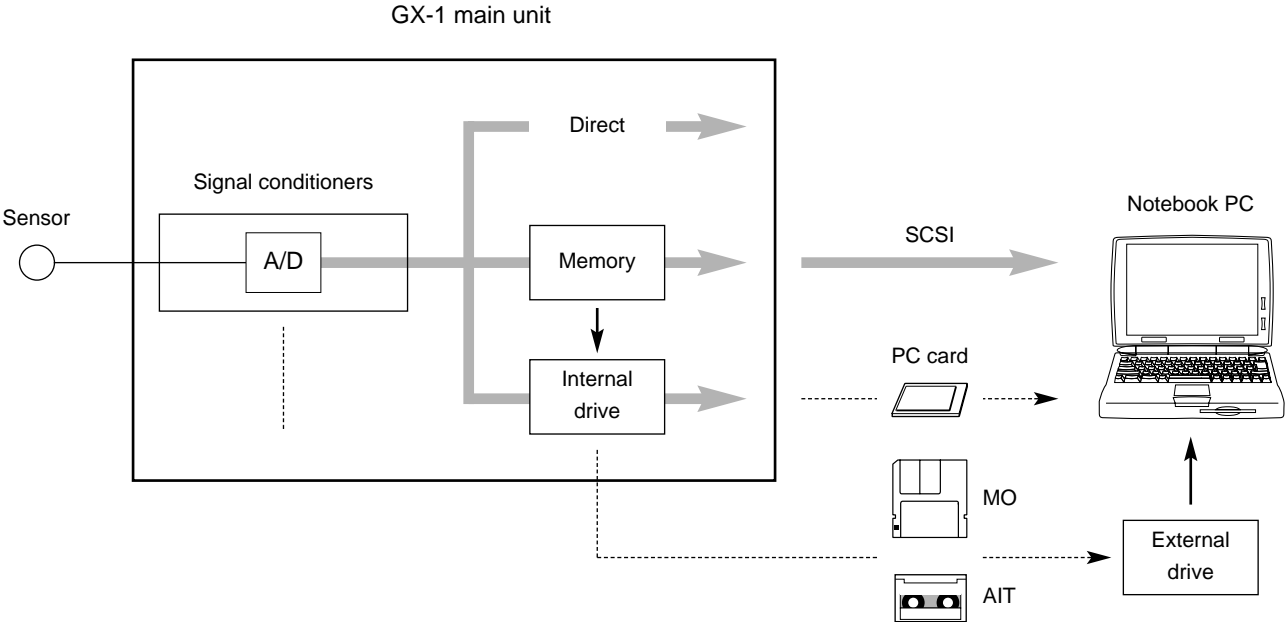 GX-1 main unit
Direct
Signal conditioners
Sensor
A/D
Memory
SCSI
Notebook PC
Internal
drive
PC card
MO
External
drive
AIT